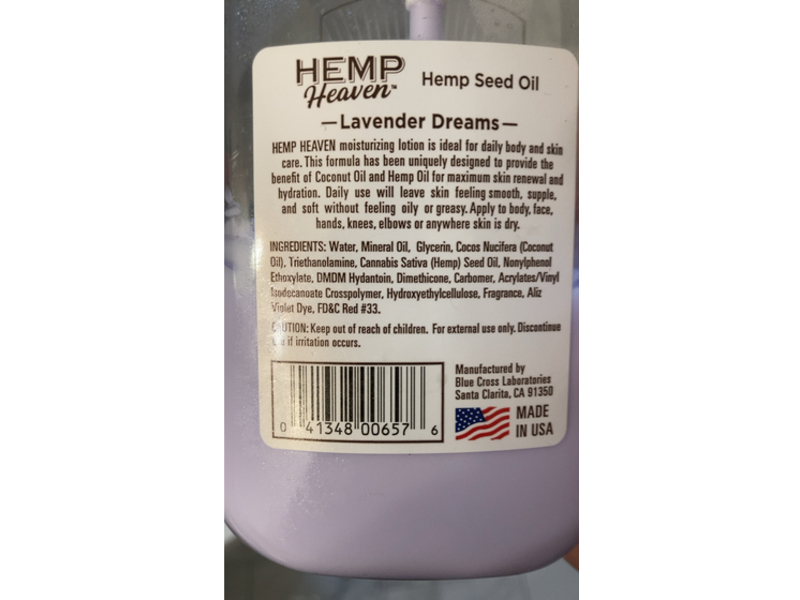 HEMP
Heaven™
Hemp Seed Oil
—Lavender Dreams—
HEMP HEAVEN moisturizing lotion is ideal for daily body and skin
care. This formula has been uniquely designed to provide the
benefit of Coconut Oil and Hemp Oil for maximum skin renewal and
hydration. Daily use will leave skin feeling smooth, supple,
and soft without feeling oily or greasy. Apply to body, face,
hands, knees, elbows or anywhere skin is dry.
INGREDIENTS: Water, Mineral Oil, Glycerin, Cocos Nucifera (Coconut
Oil), Triethanolamine, Cannabis Sativa (Hemp) Seed Oil, Nonylphenol
Ethoxylate, DMDM Hydantoin, Dimethicone, Carbomer, Acrylates/Vinyl
Isodecanoate Crosspolymer, Hydroxyethylcellulose, Fragrance, Aliz
Violet Dye, FD&C Red #33.
CAUTION: Keep out of reach of children. For external use only. Discontinue
use if irritation occurs.
Manufactured by
Blue Cross Laboratories
Santa Clarita, CA 91350
MADE
IN USA
0 41348 00657 6